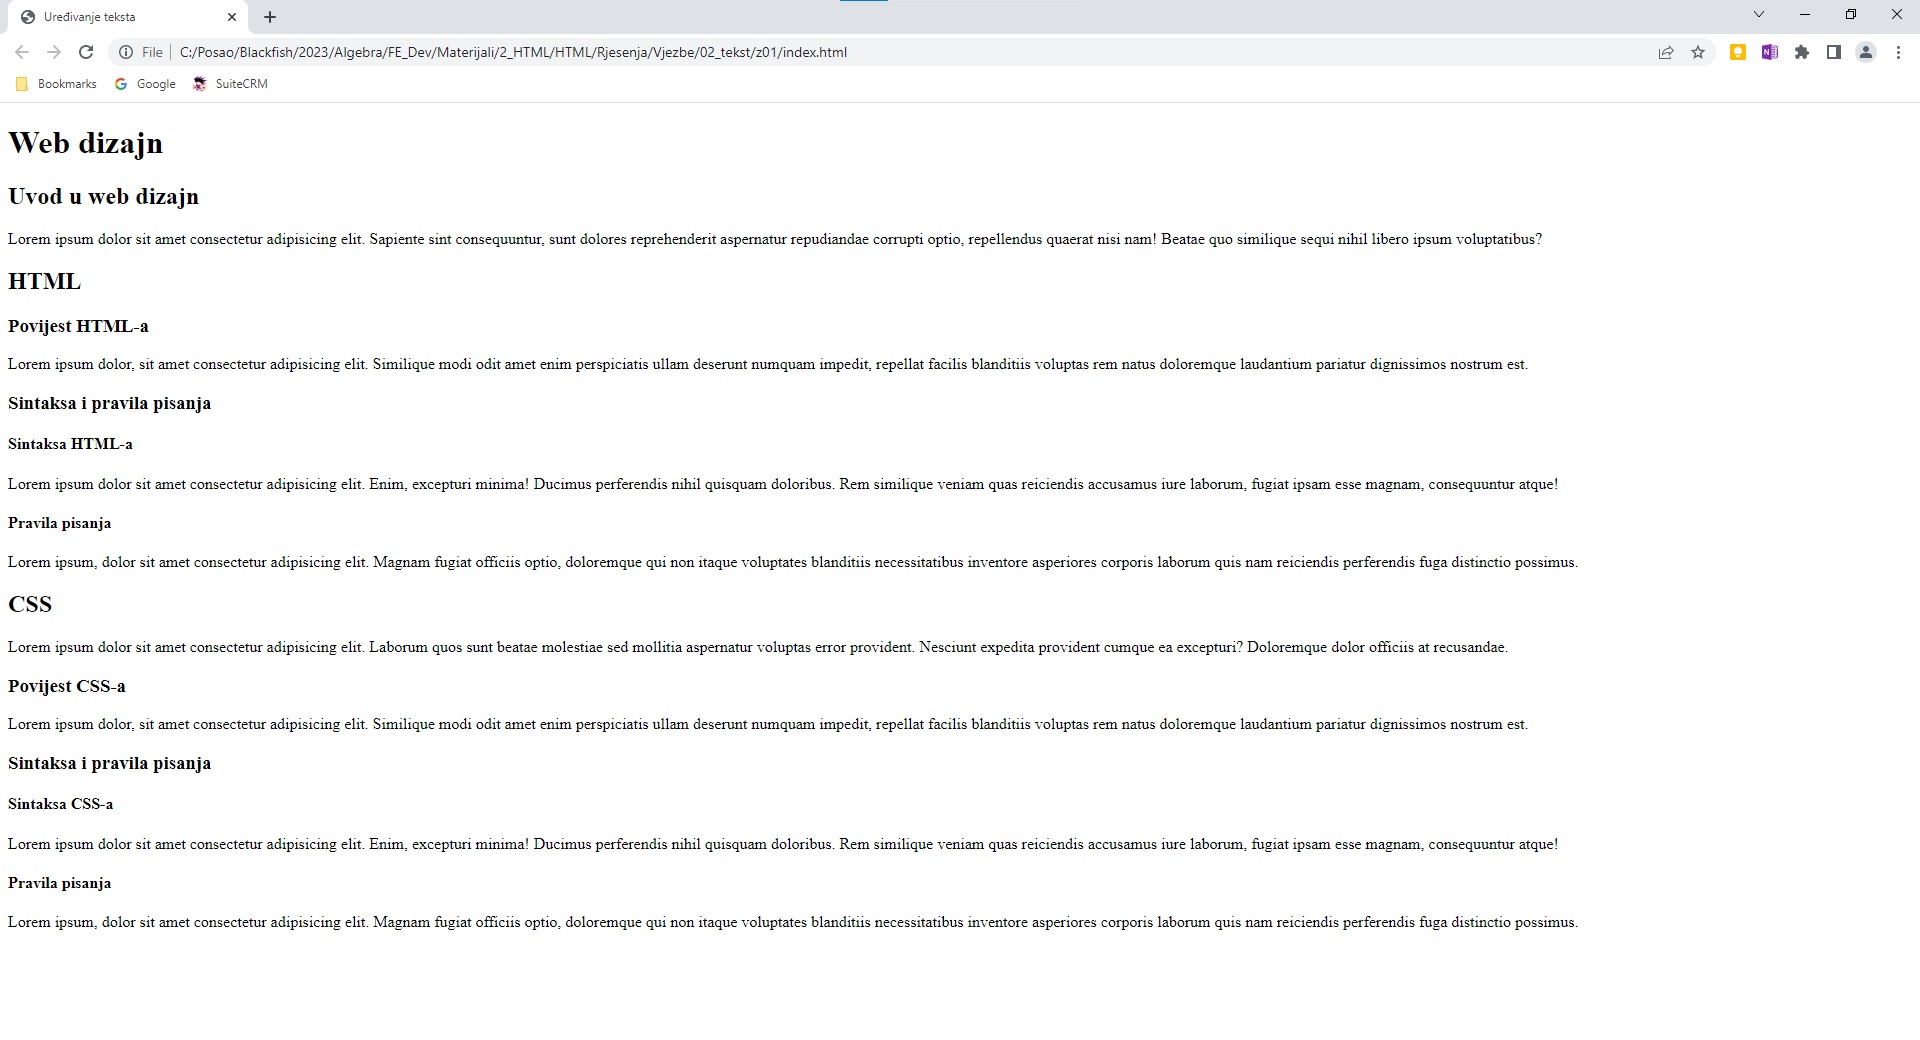 Uređivanje teksta
File
C:/Posao/Blackfish/2023/Algebra/FE_Dev/Materijali/2_HTML/HTML/Rjesenja/Vjezbe/02_tekst/z01/index.html
Bookmarks
Google
SuiteCRM
Web dizajn
Uvod u web dizajn
Lorem ipsum dolor sit amet consectetur adipisicing elit. Sapiente sint consequuntur, sunt dolores reprehenderit aspernatur repudiandae corrupti optio, repellendus quaerat nisi nam! Beatae quo similique sequi nihil libero ipsum voluptatibus?
HTML
Povijest HTML-a
Lorem ipsum dolor, sit amet consectetur adipisicing elit. Similique modi odit amet enim perspiciatis ullam deserunt numquam impedit, repellat facilis blanditiis voluptas rem natus doloremque laudantium pariatur dignissimos nostrum est.
Sintaksa i pravila pisanja
Sintaksa HTML-a
Lorem ipsum dolor sit amet consectetur adipisicing elit. Enim, excepturi minima! Ducimus perferendis nihil quisquam doloribus. Rem similique veniam quas reiciendis accusamus iure laborum, fugiat ipsam esse magnam, consequuntur atque!
Pravila pisanja
Lorem ipsum, dolor sit amet consectetur adipisicing elit. Magnam fugiat officiis optio, doloremque qui non itaque voluptates blanditiis necessitatibus inventore asperiores corporis laborum quis nam reiciendis perferendis fuga distinctio possimus.
CSS
Lorem ipsum dolor sit amet consectetur adipisicing elit. Laborum quos sunt beatae molestiae sed mollitia aspernatur voluptas error provident. Nesciunt expedita provident cumque ea excepturi? Doloremque dolor officiis at recusandae.
Povijest CSS-a
Lorem ipsum dolor, sit amet consectetur adipisicing elit. Similique modi odit amet enim perspiciatis ullam deserunt numquam impedit, repellat facilis blanditiis voluptas rem natus doloremque laudantium pariatur dignissimos nostrum est.
Sintaksa i pravila pisanja
Sintaksa CSS-a
Lorem ipsum dolor sit amet consectetur adipisicing elit. Enim, excepturi minima! Ducimus perferendis nihil quisquam doloribus. Rem similique veniam quas reiciendis accusamus iure laborum, fugiat ipsam esse magnam, consequuntur atque!
Pravila pisanja
Lorem ipsum, dolor sit amet consectetur adipisicing elit. Magnam fugiat officiis optio, doloremque qui non itaque voluptates blanditiis necessitatibus inventore asperiores corporis laborum quis nam reiciendis perferendis fuga distinctio possimus.